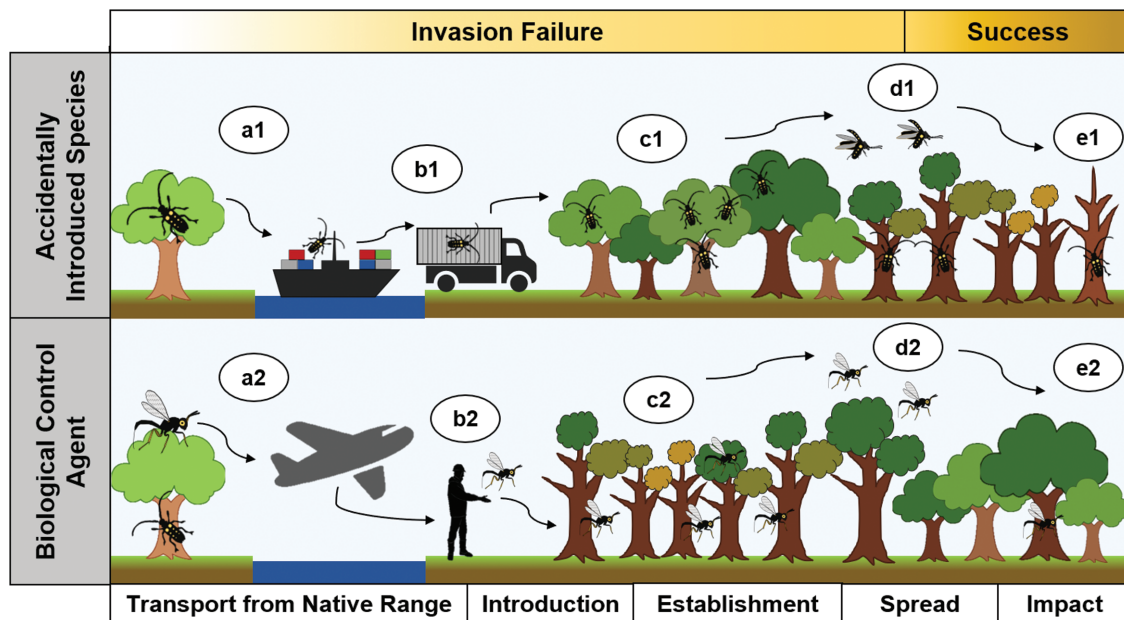 Invasion Failure
Success
Accidentally
Introduced Species
a1
b1
c1
d1
e1
Biological Control
Agent
a2
b2
c2
d2
e2
Transport from Native Range
Introduction
Establishment
Spread
Impact